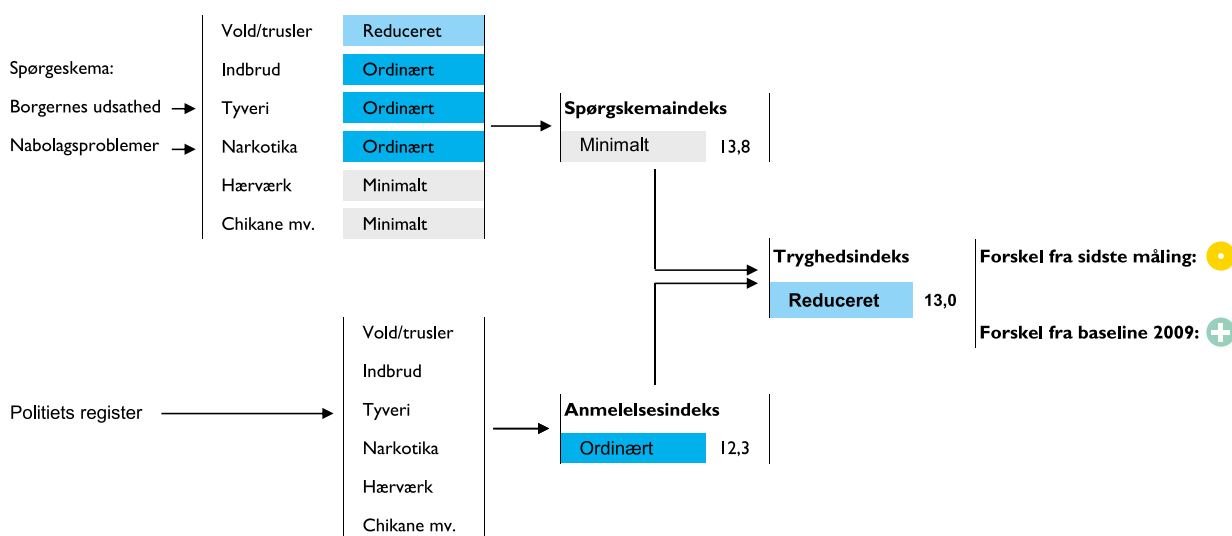 Spørgeskema:
Borgernes udsathed
Nabolagsproblemer
Vold/trusler Reduceret
Indbrud Ordinært
Tyveri Ordinært
Narkotika Ordinært
Hærværk Minimalt
Chikane mv. Minimalt
Spørgskemaindeks
Minimalt 13,8
Politiets register
Vold/trusler
Indbrud
Tyveri
Narkotika
Hærværk
Chikane mv.
Anmelelsesindeks
Ordinært 12,3
Tryghedsindeks
Reduceret 13,0
Forskel fra sidste måling:
Forskel fra baseline 2009: